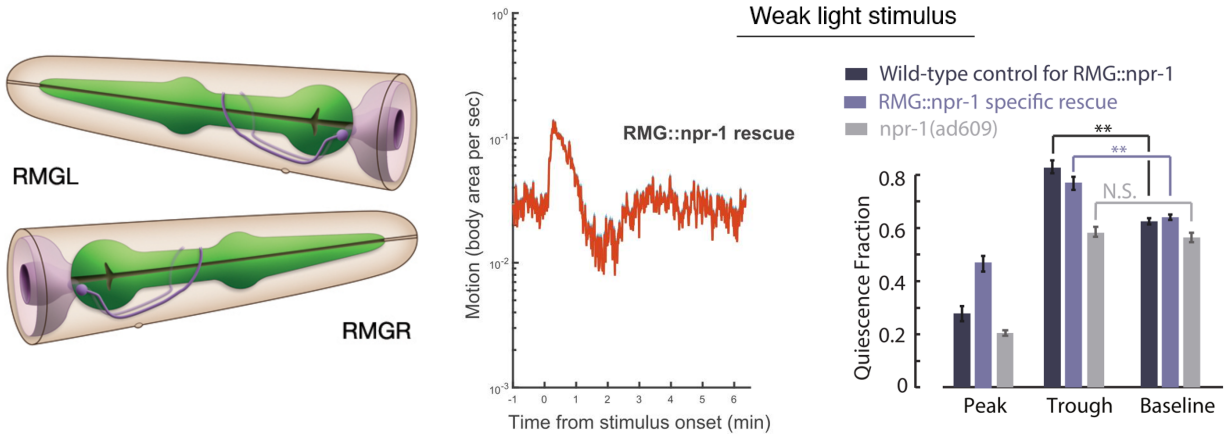 RMGL
RMGR
Weak light stimulus
Motion (body area per sec)
10⁰
10⁻¹
10⁻²
10⁻³
RMG::npr-1 rescue
-1 0 1 2 3 4 5 6
Time from stimulus onset (min)
Wild-type control for RMG::npr-1
RMG::npr-1 specific rescue
npr-1(ad609)
**
**
N.S.
Quiescence Fraction
0.8
0.6
0.4
0.2
0
Peak Trough Baseline